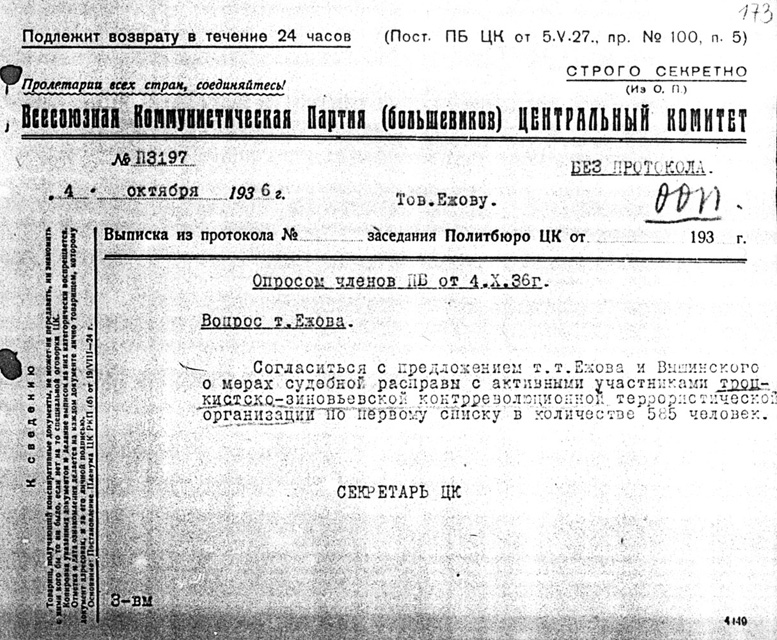 173
Подлежит возврату в течение 24 часов (Пост. ПБ ЦК от 5.V.27., пр. № 100, п. 5)
СТРОГО СЕКРЕТНО
(Из О. П.)
Пролетарии всех стран, соединяйтесь!
Всесоюзная Коммунистическая Партия (большевиков) ЦЕНТРАЛЬНЫЙ КОМИТЕТ
№ П3197
БЕЗ ПРОТОКОЛА.
„ 4 “ октября 1936 г.
Тов.Ежову.
ОП
Выписка из протокола № заседания Политбюро ЦК от 193 г.
Опросом членов ПБ от 4.X.36г.
Вопрос т.Ежова.
Согласиться с предложением т.т.Ежова и Вышинского
о мерах судебной расправы с активными участниками троц-
кистско-зиновьевской контрреволюционной террористической
организации по первому списку в количестве 585 человек.
СЕКРЕТАРЬ ЦК
К сведению
Товарищ, получающий конспиративные документы, не может ни передавать, ни знакомить
с ними кого бы то ни было, если нет на то специальной оговорки ЦК.
Копировка указанных документов и делание выписок из них категорически воспрещается.
Отметка и дата ознакомления делается на каждом документе лично товарищем, которому
документ адресован, и за его личной подписью.
Основание: Постановление Пленума ЦК РКП (б) от 19/VIII—24 г.
3-вм